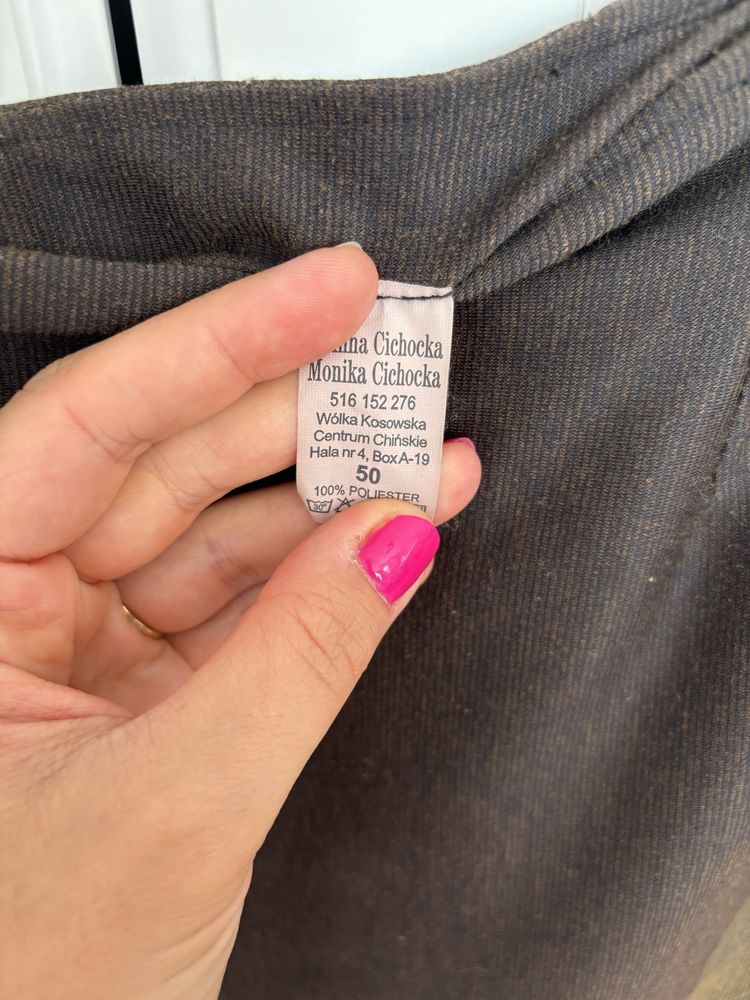 Cichocka
Monika Cichocka
516 152 276
Wólka Kosowska
Centrum Chińskie
Hala nr 4, Box A-19
50
100% POLIESTER
30°